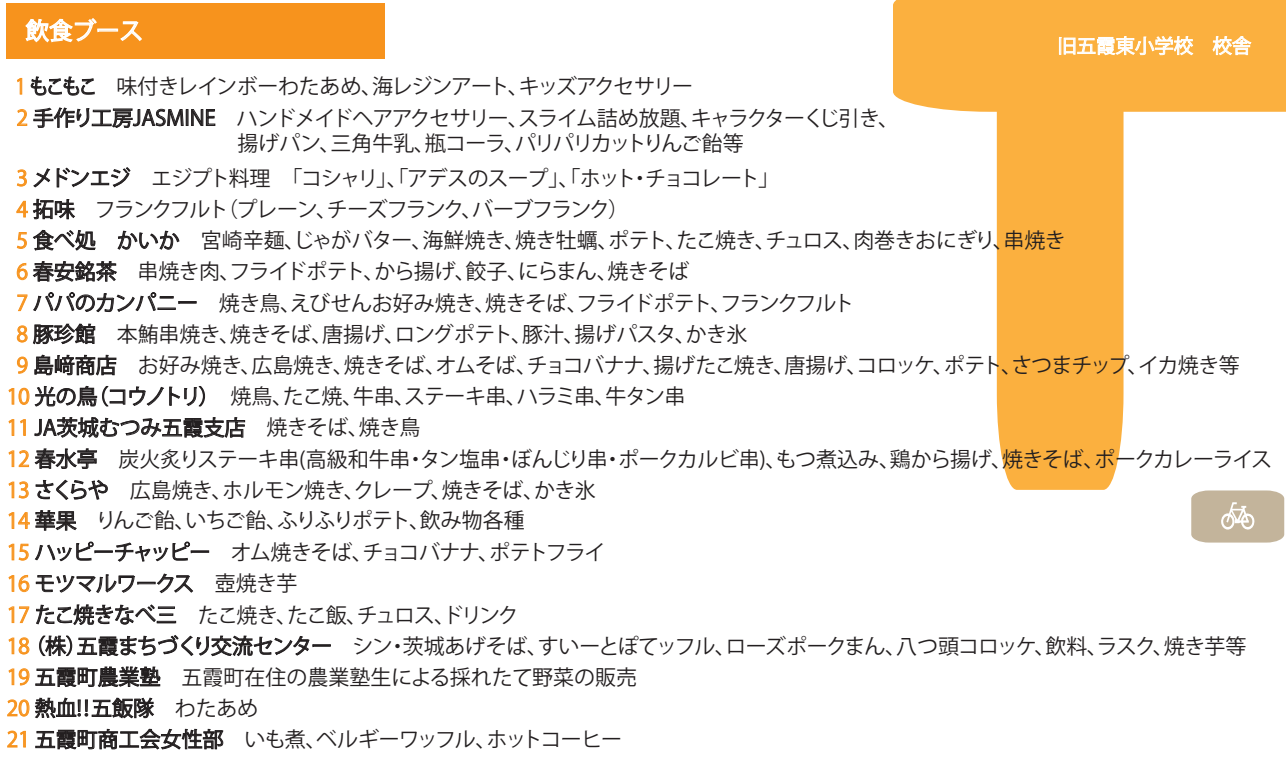 飲食ブース
旧五霞東小学校　校舎
1 もこもこ　味付きレインボーわたあめ、海レジンアート、キッズアクセサリー
2 手作り工房JASMINE　ハンドメイドヘアアクセサリー、スライム詰め放題、キャラクターくじ引き、
揚げパン、三角牛乳、瓶コーラ、パリパリカットりんご飴等
3 メドンエジ　エジプト料理　「コシャリ」、「アデスのスープ」、「ホット・チョコレート」
4 拓味　フランクフルト（プレーン、チーズフランク、バーブフランク）
5 食べ処　かいか　宮崎辛麺、じゃがバター、海鮮焼き、焼き牡蠣、ポテト、たこ焼き、チュロス、肉巻きおにぎり、串焼き
6 春安銘茶　串焼き肉、フライドポテト、から揚げ、餃子、にらまん、焼きそば
7 パパのカンパニー　焼き鳥、えびせんお好み焼き、焼きそば、フライドポテト、フランクフルト
8 豚珍館　本鮪串焼き、焼きそば、唐揚げ、ロングポテト、豚汁、揚げパスタ、かき氷
9 島﨑商店　お好み焼き、広島焼き、焼きそば、オムそば、チョコバナナ、揚げたこ焼き、唐揚げ、コロッケ、ポテト、さつまチップ、イカ焼き等
10 光の鳥（コウノトリ）　焼鳥、たこ焼、牛串、ステーキ串、ハラミ串、牛タン串
11 JA茨城むつみ五霞支店　焼きそば、焼き鳥
12 春水亭　炭火炙りステーキ串(高級和牛串・タン塩串・ぼんじり串・ポークカルビ串)、もつ煮込み、鶏から揚げ、焼きそば、ポークカレーライス
13 さくらや　広島焼き、ホルモン焼き、クレープ、焼きそば、かき氷
14 華果　りんご飴、いちご飴、ふりふりポテト、飲み物各種
15 ハッピーチャッピー　オム焼きそば、チョコバナナ、ポテトフライ
16 モツマルワークス　壺焼き芋
17 たこ焼きなべ三　たこ焼き、たこ飯、チュロス、ドリンク
18（株）五霞まちづくり交流センター　シン・茨城あげそば、すいーとぽてッフル、ローズポークまん、八つ頭コロッケ、飲料、ラスク、焼き芋等
19 五霞町農業塾　五霞町在住の農業塾生による採れたて野菜の販売
20 熱血!!五飯隊　わたあめ
21 五霞町商工会女性部　いも煮、ベルギーワッフル、ホットコーヒー